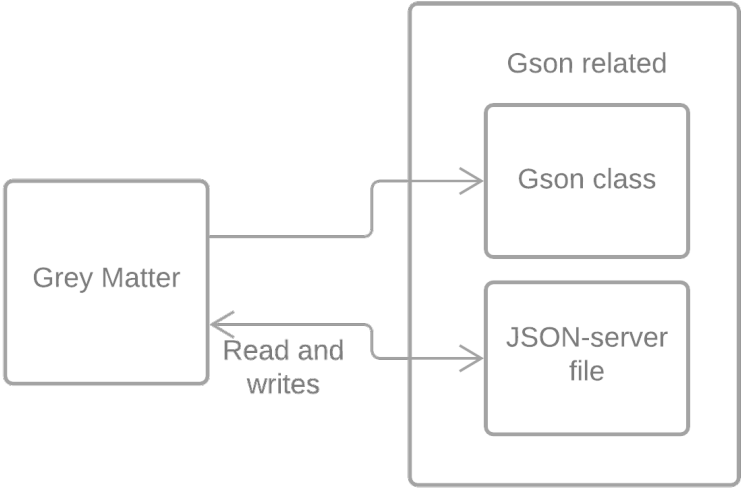 Gson related
Gson class
Grey Matter
Read and
writes
JSON-server
file